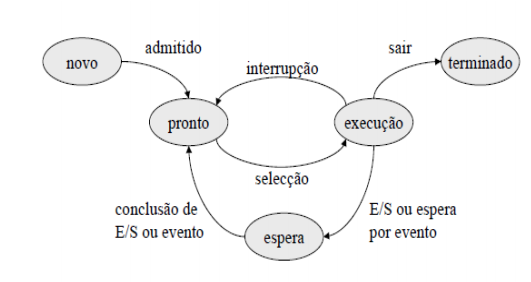 admitido
sair
novo
interrupção
terminado
pronto
execução
selecção
conclusão de
E/S ou evento
E/S ou espera
por evento
espera